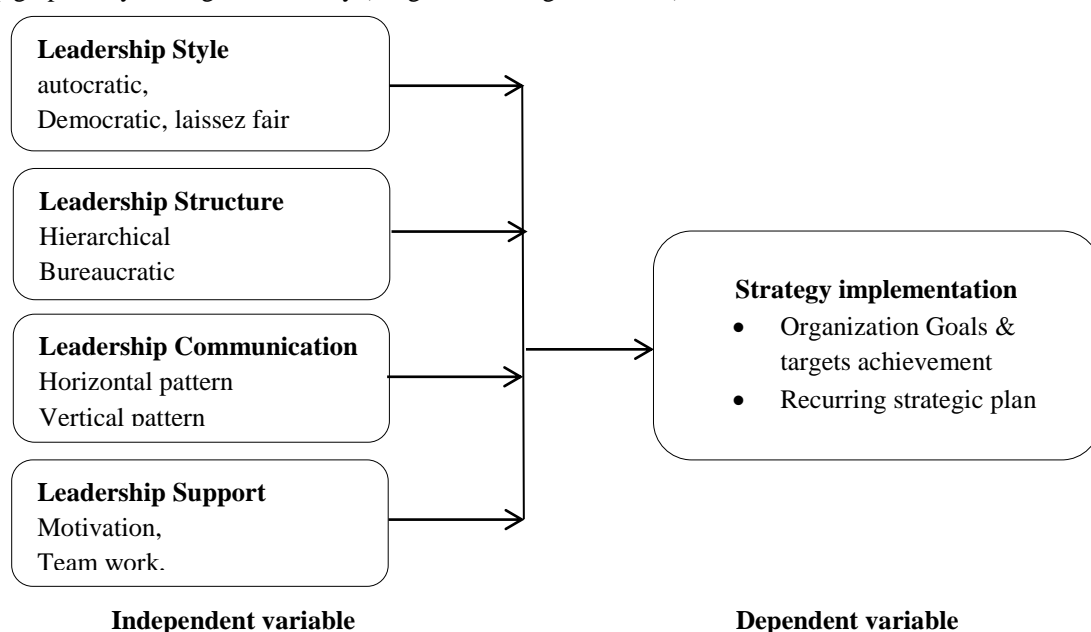 Leadership Style
autocratic,
Democratic, laissez fair
Leadership Structure
Hierarchical
Bureaucratic
Leadership Communication
Horizontal pattern
Vertical pattern
Leadership Support
Motivation,
Team work.
Strategy implementation
• Organization Goals &
targets achievement
• Recurring strategic plan
Independent variable
Dependent variable